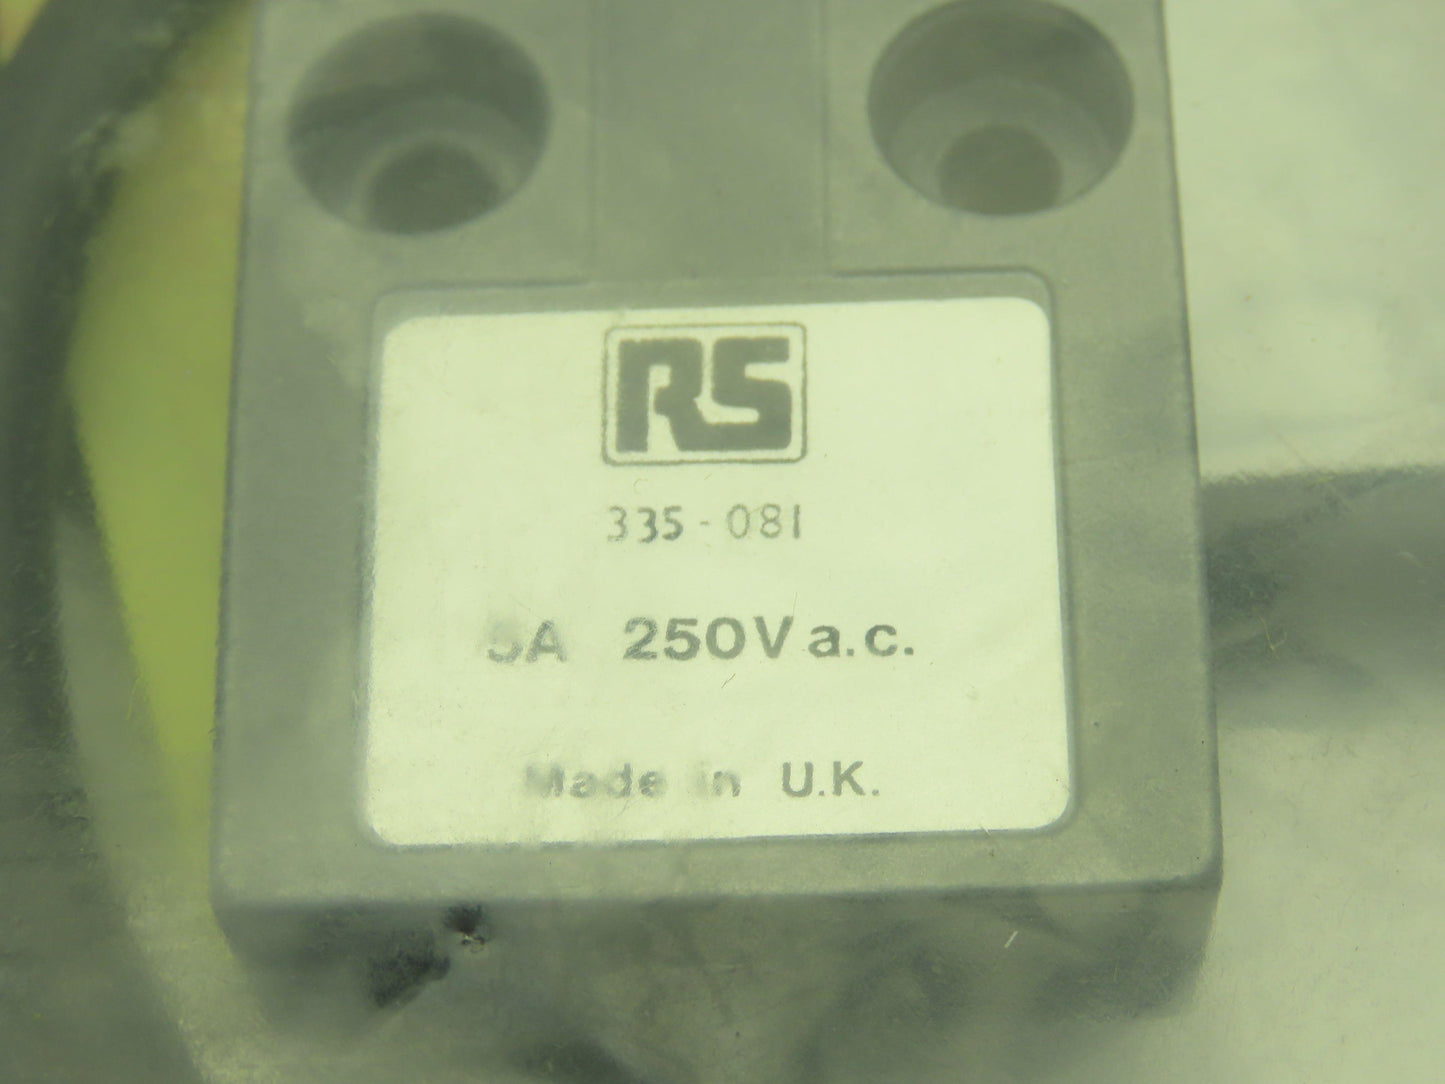 RS
335-081
5A 250V a.c.
Made in U.K.